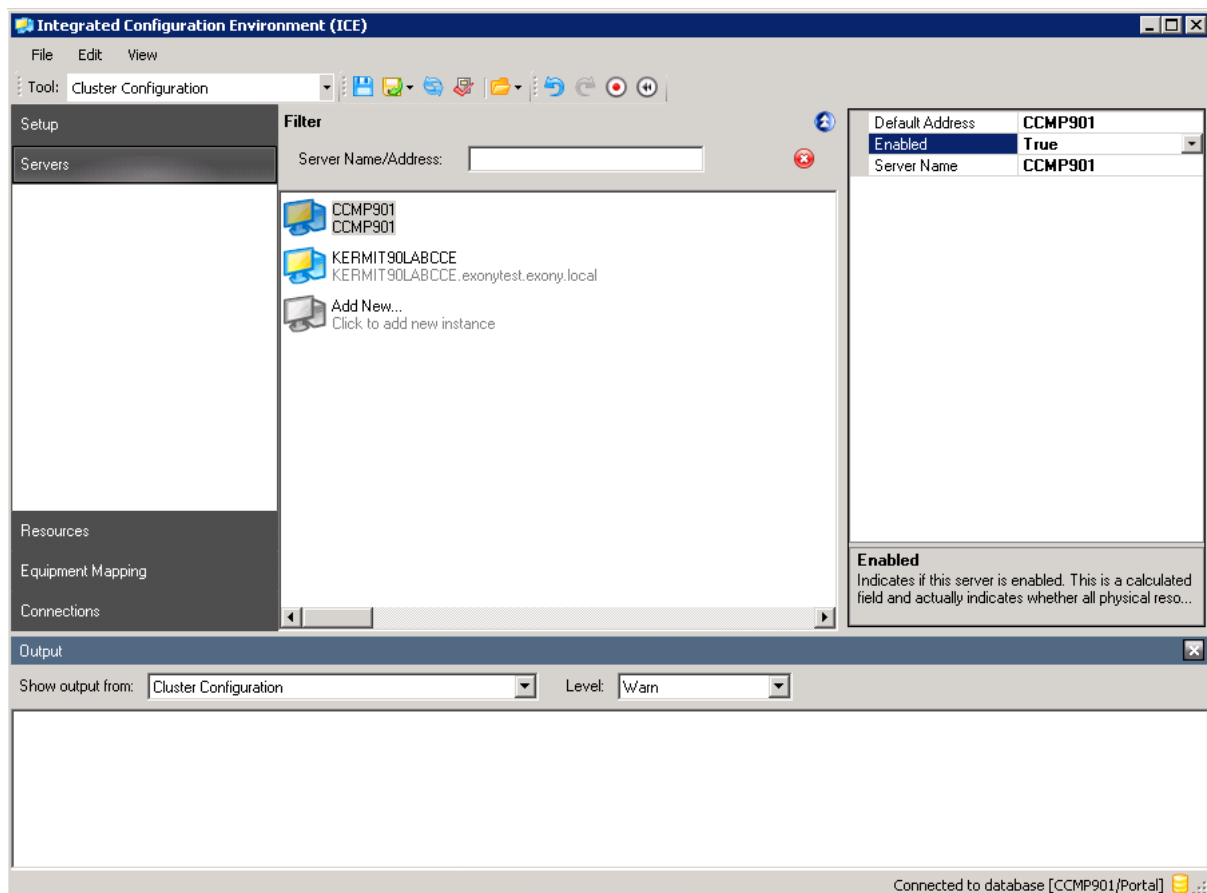 Integrated Configuration Environment (ICE)
File Edit View
Tool: Cluster Configuration
Setup
Servers
Resources
Equipment Mapping
Connections
Filter
Server Name/Address:
CCMP901
CCMP901
KERMIT90LABCCE
KERMIT90LABCCE.exonytest.exony.local
Add New...
Click to add new instance
Default Address CCMP901
Enabled True
Server Name CCMP901
Enabled
Indicates if this server is enabled. This is a calculated
field and actually indicates whether all physical reso...
Output
Show output from: Cluster Configuration Level: Warn
Connected to database [CCMP901/Portal]